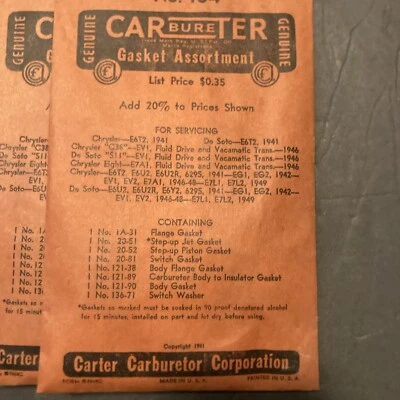 GENUINE
CARBURETER
GENUINE
Gasket Assortment
List Price $0.35
Add 20% to Prices Shown
FOR SERVICING
Chrysler—E6T2, 1941 De Soto—E6T2, 1941
Chrysler "C36"—EV1, Fluid Drive and Vacamatic Trans.—1946
De Soto "S11"—EV1, Fluid Drive and Vacamatic Trans.—1946
Chrysler Eight—E7A1, Fluid Drive and Vacamatic Trans.—1946
Chrysler—E6U2, E6U2R, E6V2R, 629S, 1941—EG1, EG2, 1942—
EV1, EV2, E7A1, 1946-48—E7L1, E7L2, 1949
De Soto—E6U2, E6U2R, 629S, 1941—EG1, EG2, 1942—
EV1, EV2, 1946-48—E7L1, E7L2, 1949
CONTAINING
1 No. 1A-31 Flange Gasket
1 No. 20-51 *Step-up Jet Gasket
1 No. 20-52 Step-up Piston Gasket
1 No. 20-81 Switch Gasket
1 No. 121-38 Body Flange Gasket
1 No. 121-89 Carburetor Body to Insulator Gasket
1 No. 121-90 Body Gasket
1 No. 136-71 Switch Washer
*Gaskets so marked must be soaked in 90 proof denatured alcohol
for 15 minutes, installed on part and let dry before using.
Copyright 1941
Carter Carburetor Corporation
MADE IN U. S. A.
PRINTED IN U. S. A.